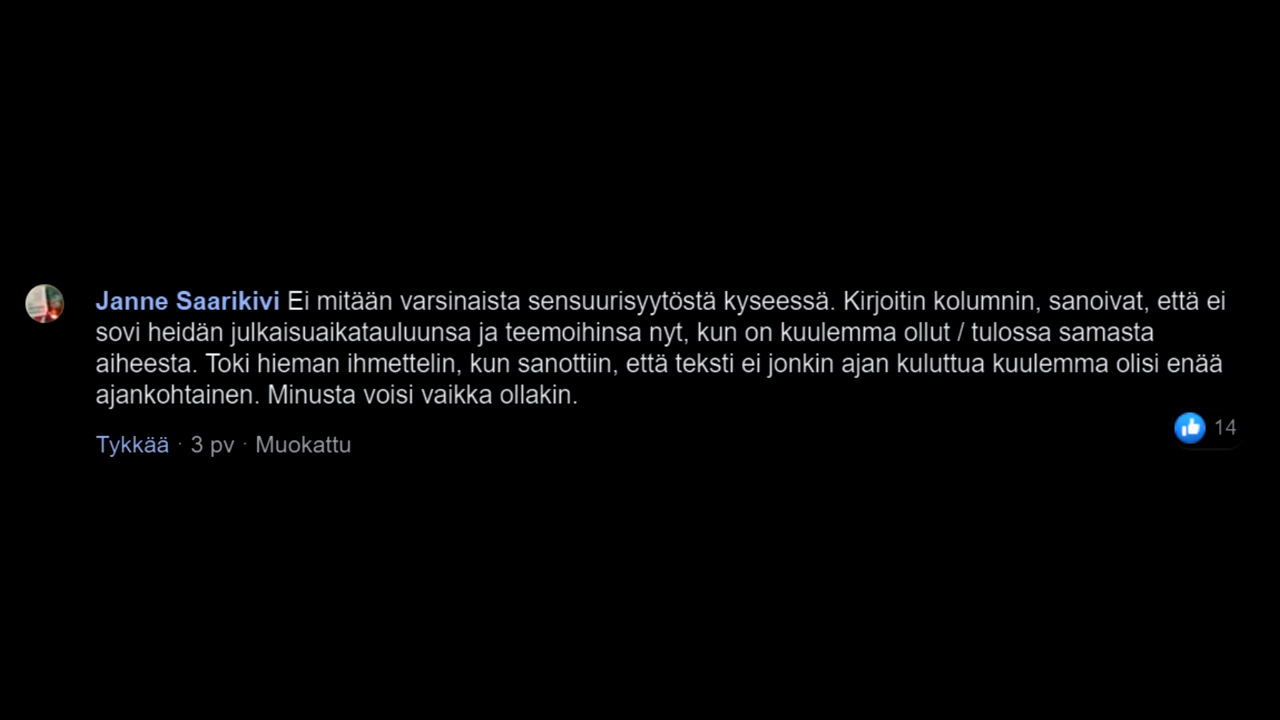 Janne Saarikivi Ei mitään varsinaista sensuurisyytöstä kyseessä. Kirjoitin kolumnin, sanoivat, että ei
sovi heidän julkaisuaikatauluunsa ja teemoihinsa nyt, kun on kuulemma ollut / tulossa samasta
aiheesta. Toki hieman ihmettelin, kun sanottiin, että teksti ei jonkin ajan kuluttua kuulemma olisi enää
ajankohtainen. Minusta voisi vaikka ollakin.
Tykkää · 3 pv · Muokattu
14